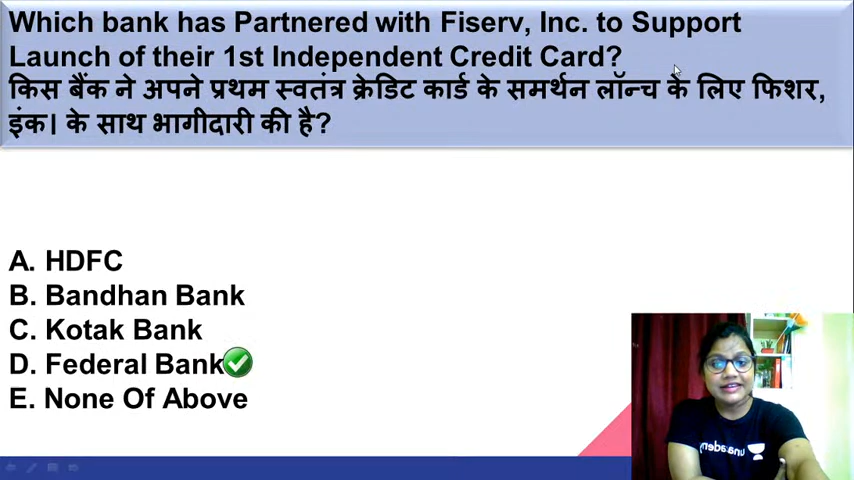 Which bank has Partnered with Fiserv, Inc. to Support
Launch of their 1st Independent Credit Card?
किस बैंक ने अपने प्रथम स्वतंत्र क्रेडिट कार्ड के समर्थन लॉन्च के लिए फिशर,
इंक। के साथ भागीदारी की है?
A. HDFC
B. Bandhan Bank
C. Kotak Bank
D. Federal Bank
E. None Of Above
unacademy